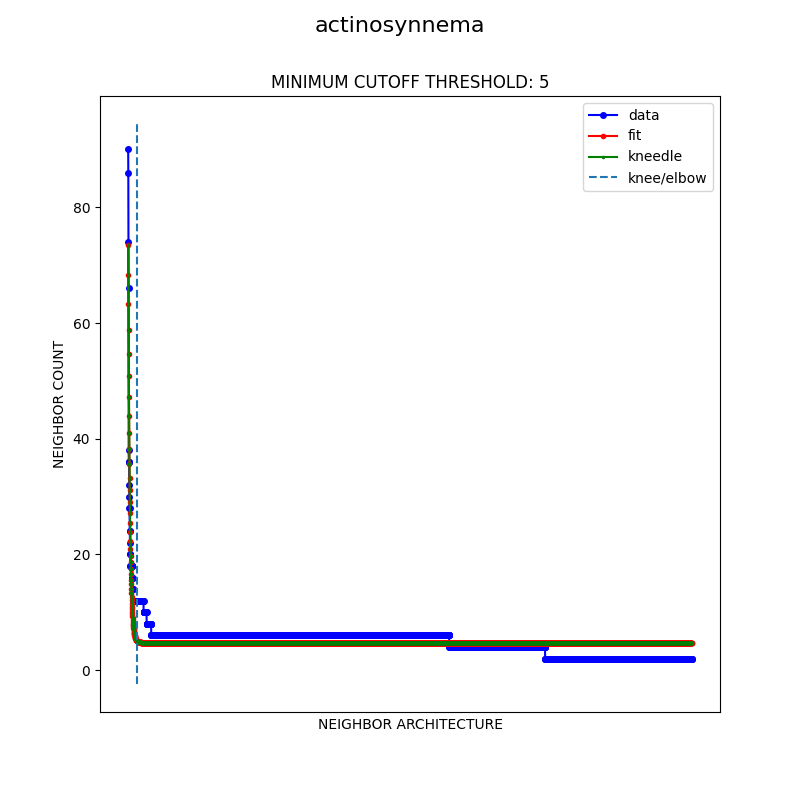 actinosynnema
MINIMUM CUTOFF THRESHOLD: 5
data
fit
kneedle
knee/elbow
80
60
40
20
0
NEIGHBOR COUNT
NEIGHBOR ARCHITECTURE